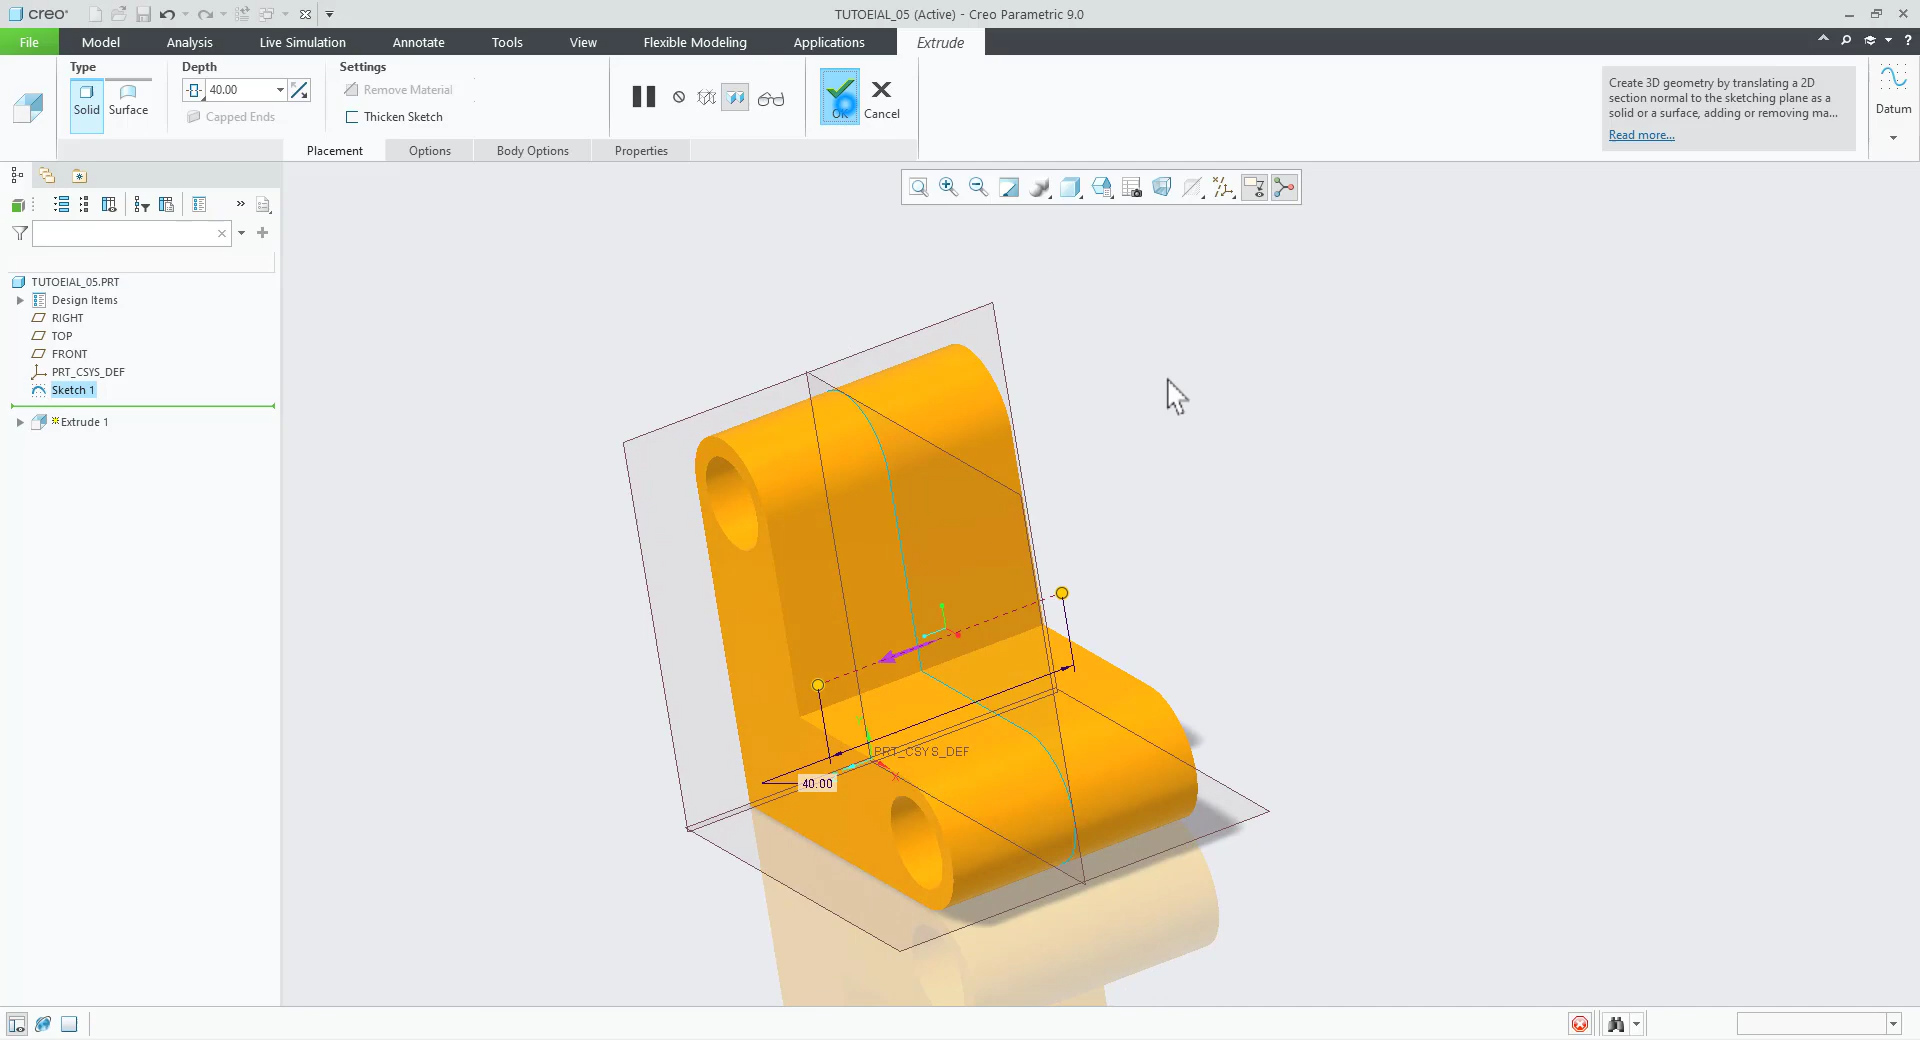 creo
TUTOEIAL_05 (Active) - Creo Parametric 9.0
File
Model
Analysis
Live Simulation
Annotate
Tools
View
Flexible Modeling
Applications
Extrude
?
Type
Solid
Surface
Depth
40.00
Capped Ends
Settings
Remove Material
Thicken Sketch
OK
Cancel
Create 3D geometry by translating a 2D
section normal to the sketching plane as a
solid or a surface, adding or removing ma...
Read more...
Datum
Placement
Options
Body Options
Properties
TUTOEIAL_05.PRT
Design Items
RIGHT
TOP
FRONT
PRT_CSYS_DEF
Sketch 1
Extrude 1
Y
PRT_CSYS_DEF
X
40.00